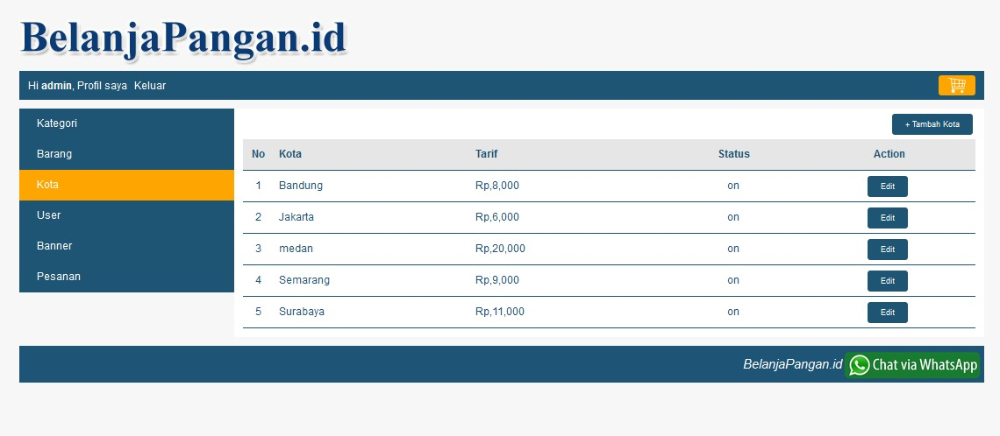 BelanjaPangan.id
Hi admin, Profil saya Keluar
Kategori
Barang
Kota
User
Banner
Pesanan
+ Tambah Kota
No Kota Tarif Status Action
1 Bandung Rp,8,000 on Edit
2 Jakarta Rp,6,000 on Edit
3 medan Rp,20,000 on Edit
4 Semarang Rp,9,000 on Edit
5 Surabaya Rp,11,000 on Edit
BelanjaPangan.id Chat via WhatsApp